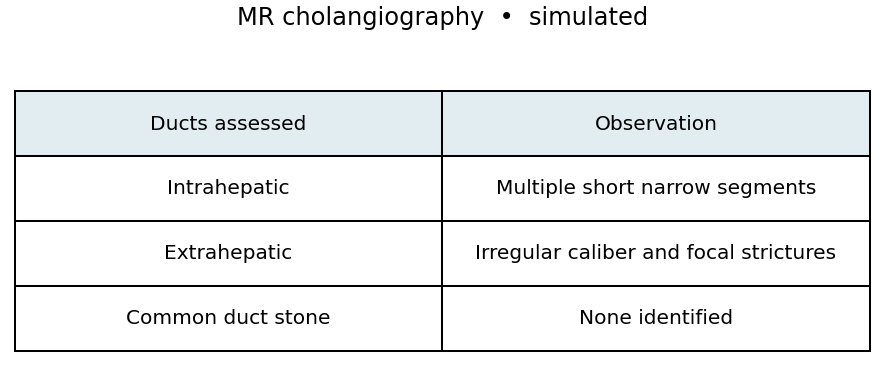 MR cholangiography • simulated
Ducts assessed Observation
Intrahepatic Multiple short narrow segments
Extrahepatic Irregular caliber and focal strictures
Common duct stone None identified